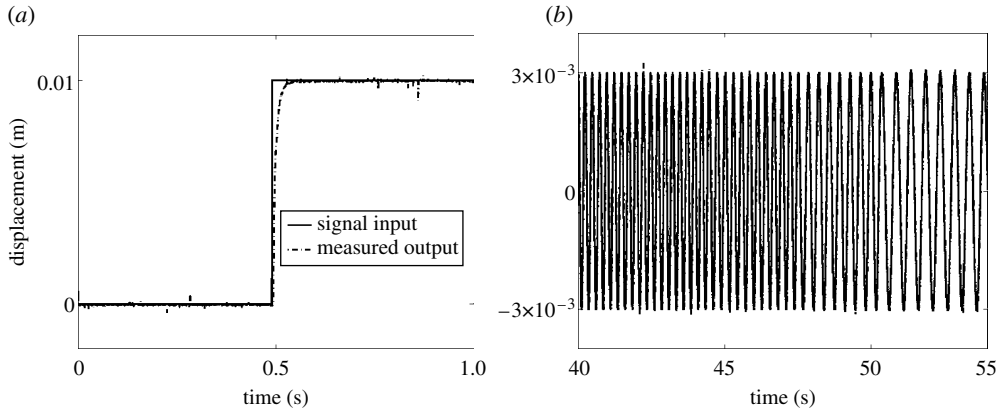 (a)
0.01
displacement (m)
0
signal input
measured output
0
0.5
1.0
time (s)
(b)
3×10⁻³
0
−3×10⁻³
40
45
50
55
time (s)